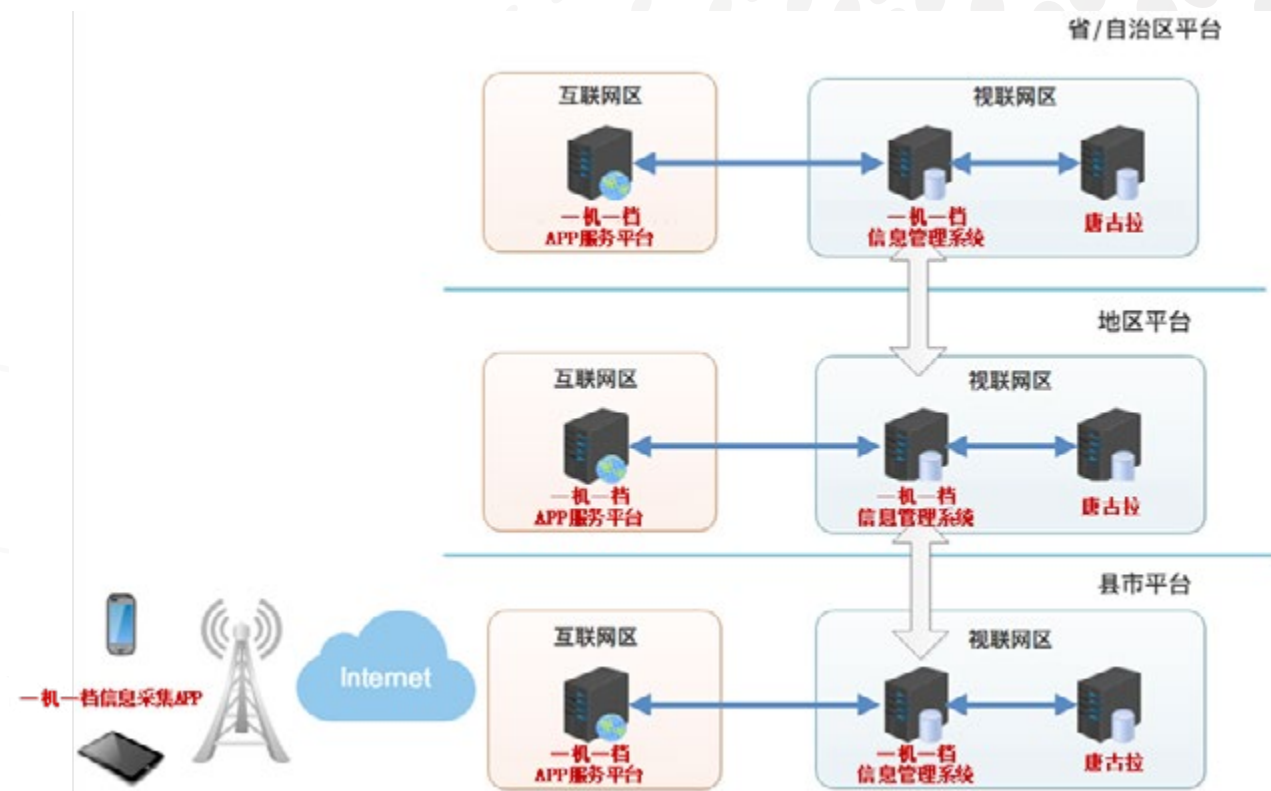 省/自治区平台
互联网区
视联网区
一机一档
APP服务平台
一机一档
信息管理系统
唐古拉
地区平台
互联网区
视联网区
一机一档
APP服务平台
一机一档
信息管理系统
唐古拉
县市平台
互联网区
视联网区
Internet
一机一档信息采集APP
一机一档
APP服务平台
一机一档
信息管理系统
唐古拉